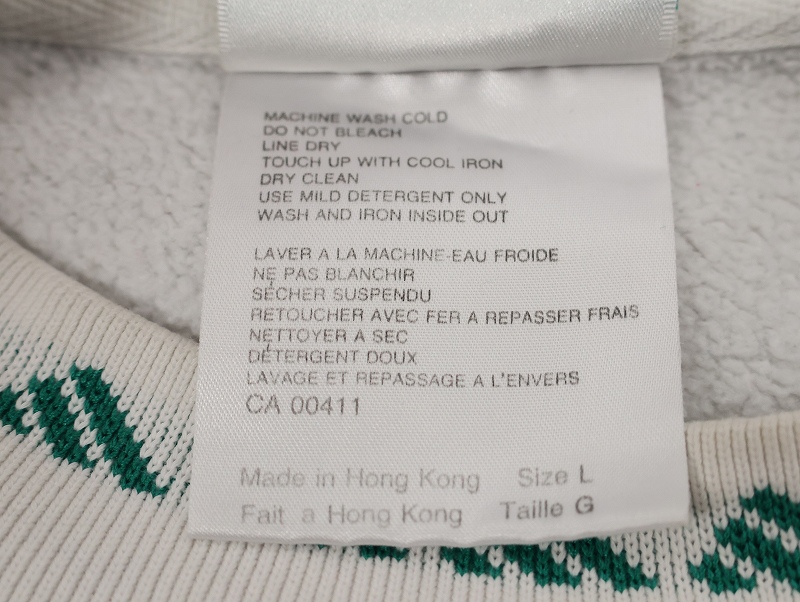 MACHINE WASH COLD
DO NOT BLEACH
LINE DRY
TOUCH UP WITH COOL IRON
DRY CLEAN
USE MILD DETERGENT ONLY
WASH AND IRON INSIDE OUT
LAVER A LA MACHINE-EAU FROIDE
NE PAS BLANCHIR
SÉCHER SUSPENDU
RETOUCHER AVEC FER A REPASSER FRAIS
NETTOYER A SEC
DÉTERGENT DOUX
LAVAGE ET REPASSAGE A L'ENVERS
CA 00411
Made in Hong Kong Size L
Fait a Hong Kong Taille G